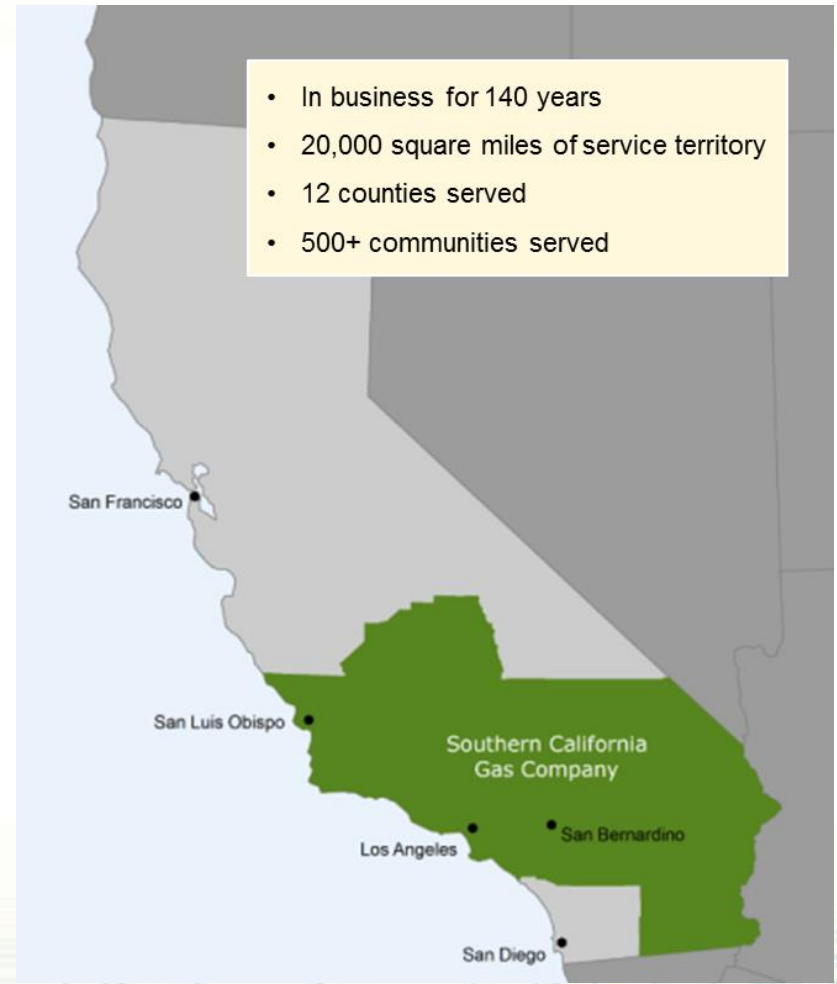 • In business for 140 years
• 20,000 square miles of service territory
• 12 counties served
• 500+ communities served
San Francisco
San Luis Obispo
Southern California
Gas Company
San Bernardino
Los Angeles
San Diego